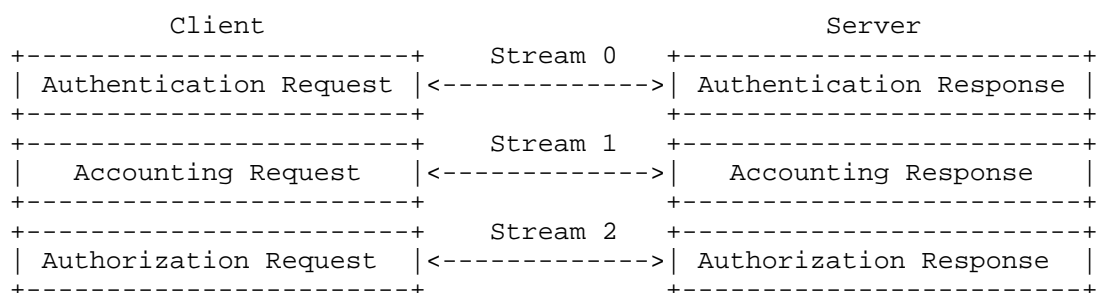 Client Server
Stream 0
Authentication Request Authentication Response
Stream 1
Accounting Request Accounting Response
Stream 2
Authorization Request Authorization Response